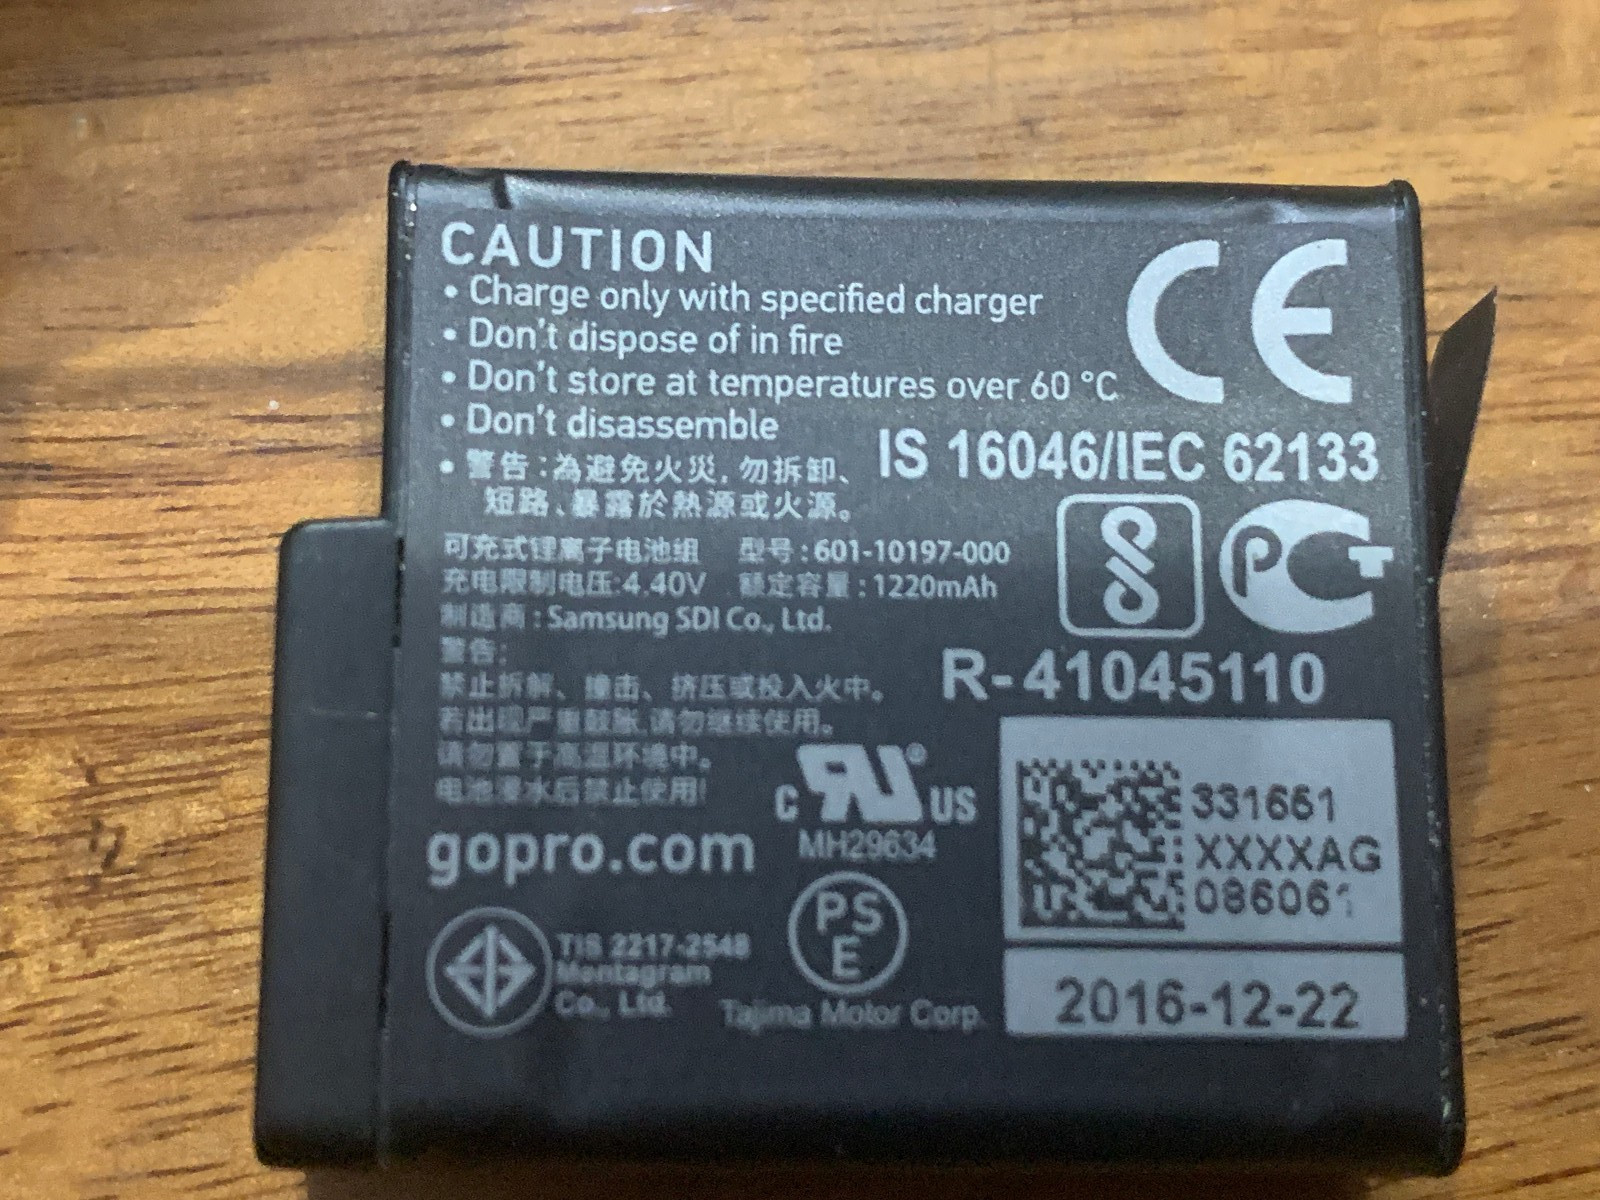 CAUTION
• Charge only with specified charger
• Don't dispose of in fire
• Don't store at temperatures over 60 °C
• Don't disassemble
• 警告:為避免火災,勿拆卸、
短路、暴露於熱源或火源。
CE
IS 16046/IEC 62133
可充式锂离子电池组 型号:601-10197-000
充电限制电压:4.40V 额定容量:1220mAh
制造商:Samsung SDI Co., Ltd.
警告:
禁止拆解、撞击、挤压或投入火中。
若出现严重鼓胀,请勿继续使用。
请勿置于高温环境中。
电池浸水后禁止使用!
PCT
R-41045110
c RU ® US
MH29634
gopro.com
331661
XXXXAG
086061
PSE
TIS 2217-2548
Mentagram
Co., Ltd.
Tajima Motor Corp.
2016-12-22